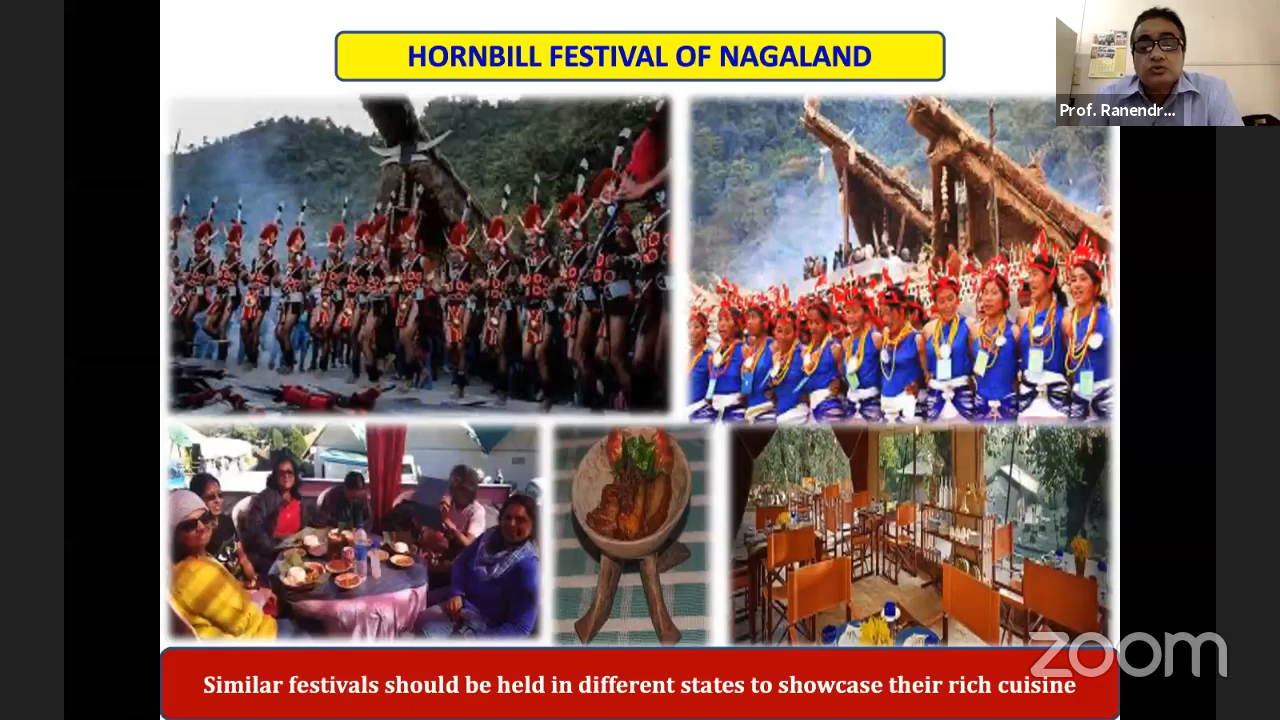 HORNBILL FESTIVAL OF NAGALAND
Prof. Ranendr...
Similar festivals should be held in different states to showcase their rich cuisine
zoom